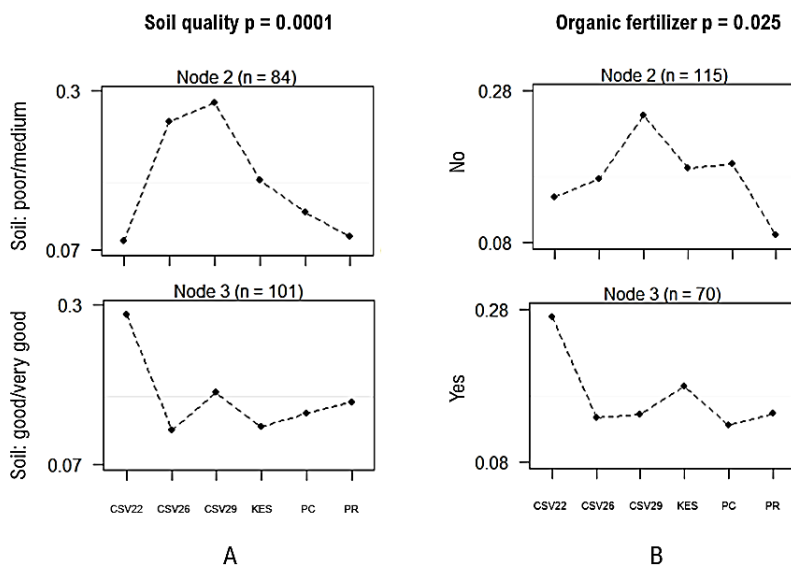 Soil quality p = 0.0001
Node 2 (n = 84)
0.3
Soil: poor/medium
0.07
Node 3 (n = 101)
0.3
Soil: good/very good
0.07
CSV22 CSV26 CSV29 KES PC PR
A
Organic fertilizer p = 0.025
Node 2 (n = 115)
0.28
No
0.08
Node 3 (n = 70)
0.28
Yes
0.08
CSV22 CSV26 CSV29 KES PC PR
B